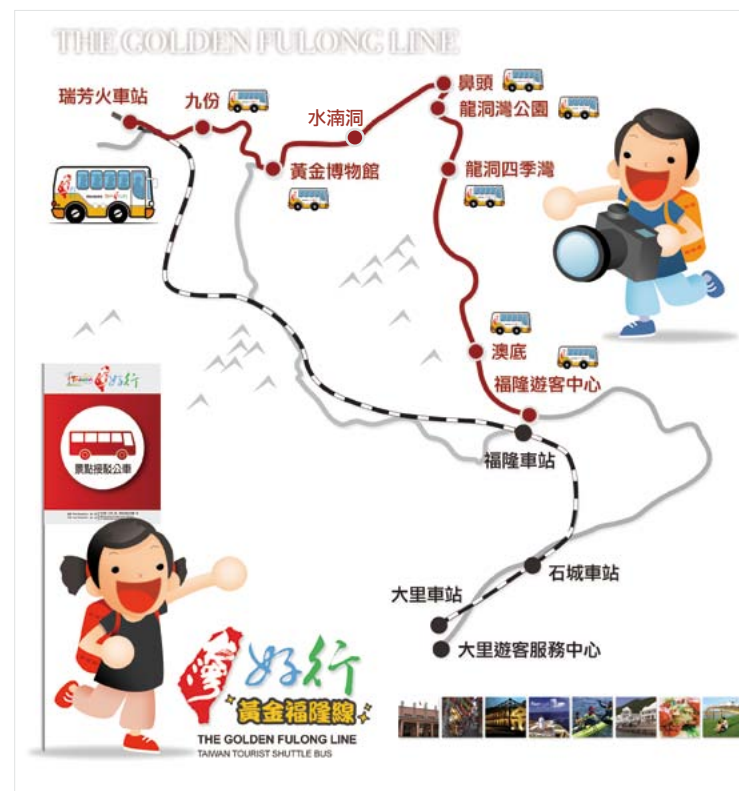 THE GOLDEN FULONG LINE
瑞芳火車站
九份
水湳洞
黃金博物館
鼻頭
龍洞灣公園
龍洞四季灣
澳底
福隆遊客中心
福隆車站
石城車站
大里車站
大里遊客服務中心
好行
景點接駁公車
灣好行
黃金福隆線
THE GOLDEN FULONG LINE
TAIWAN TOURIST SHUTTLE BUS